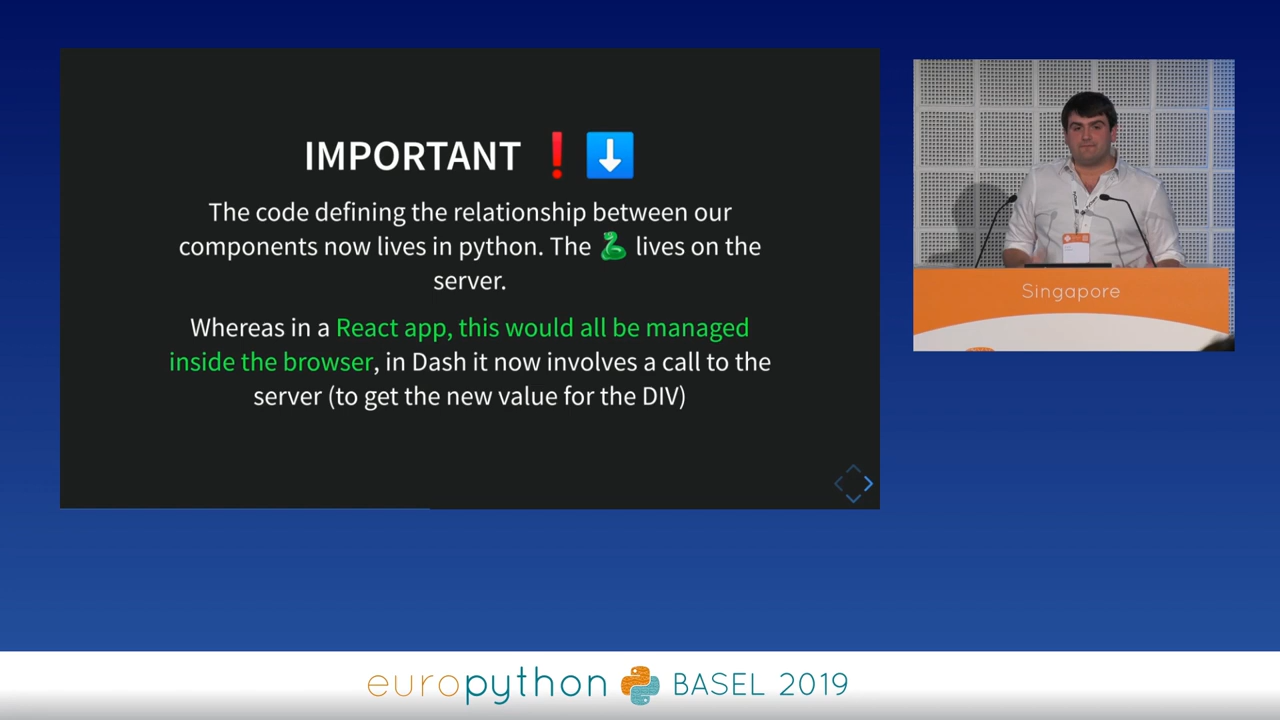 IMPORTANT ❗⬇️
The code defining the relationship between our
components now lives in python. The 🐍 lives on the
server.
Whereas in a React app, this would all be managed
inside the browser, in Dash it now involves a call to the
server (to get the new value for the DIV)
Singapore
europython BASEL 2019